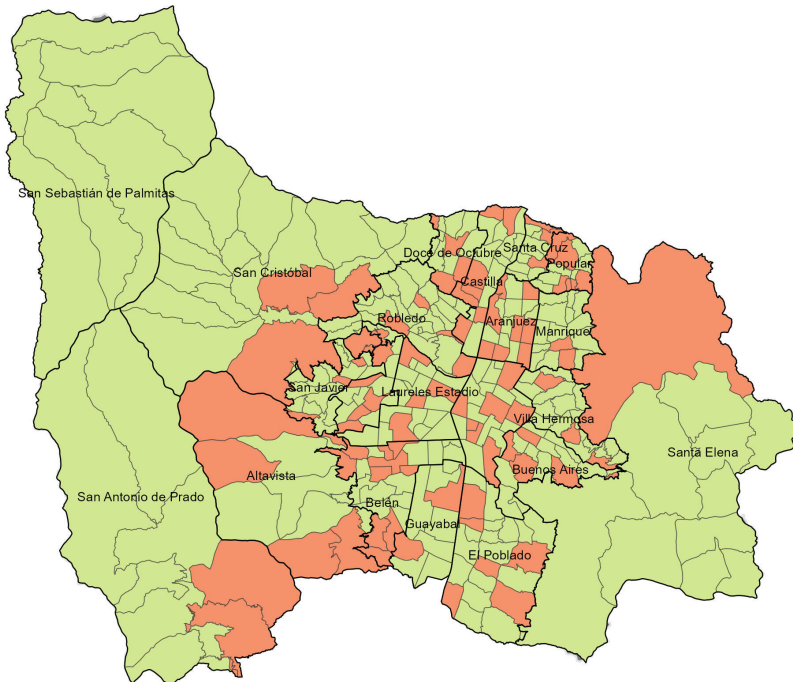 San Sebastián de Palmitas
Doce de Octubre
Santa Cruz
Popular
San Cristóbal
Castilla
Robledo
Aranjuez
Manrique
San Javier
Laureles Estadio
Villa Hermosa
Santa Elena
Altavista
Buenos Aires
San Antonio de Prado
Belén
Guayabal
El Poblado